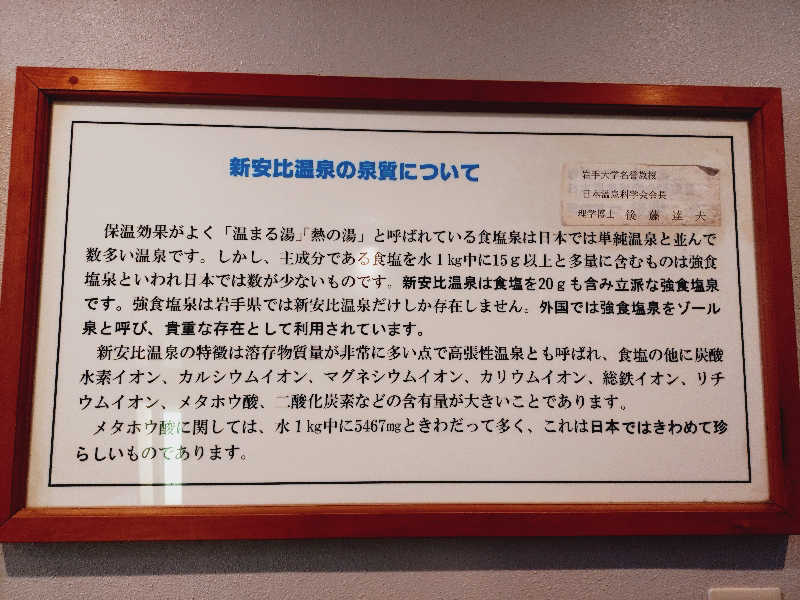 新安比温泉の泉質について
岩手大学名誉教授
日本温泉科学会会長
理学博士 後藤達夫
保温効果がよく「温まる湯」「熱の湯」と呼ばれている食塩泉は日本では単純温泉と並んで
数多い温泉です。しかし、主成分である食塩を水1kg中に15g以上と多量に含むものは強食
塩泉といわれ日本では数が少ないものです。新安比温泉は食塩を20gも含み立派な強食塩泉
です。強食塩泉は岩手県では新安比温泉だけしか存在しません。外国では強食塩泉をゾール
泉と呼び、貴重な存在として利用されています。
新安比温泉の特徴は溶存物質量が非常に多い点で高張性温泉とも呼ばれ、食塩の他に炭酸
水素イオン、カルシウムイオン、マグネシウムイオン、カリウムイオン、総鉄イオン、リチ
ウムイオン、メタホウ酸、二酸化炭素などの含有量が大きいことであります。
メタホウ酸に関しては、水1kg中に5467mgときわだって多く、これは日本ではきわめて珍
らしいものであります。